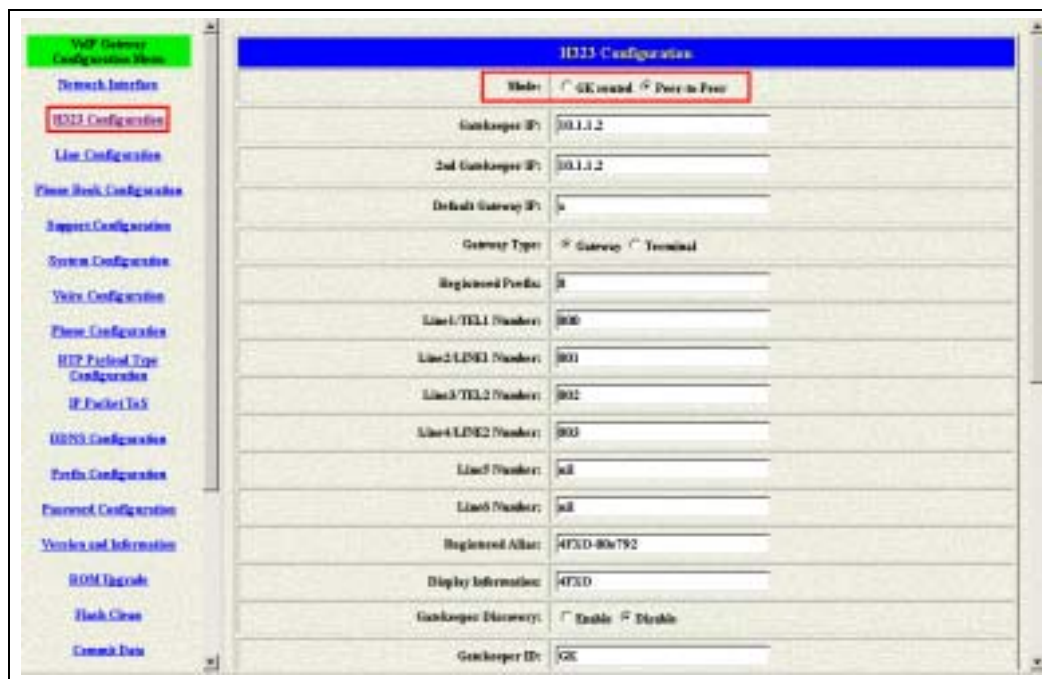 VoIP Gateway
Configuration Menu
Network Interface
H323 Configuration
Line Configuration
Phone Book Configuration
Support Configuration
System Configuration
Voice Configuration
Phone Configuration
RTP Payload Type
Configuration
IP Packet ToS
DDNS Configuration
Prefix Configuration
Password Configuration
Version and Information
ROM Upgrade
Flash Clean
Commit Data
H323 Configuration
Mode: GK routed Peer-to-Peer
Gatekeeper IP: 10.1.1.2
2nd Gatekeeper IP: 10.1.1.2
Default Gateway IP: x
Gateway Type: Gateway Terminal
Registered Prefix: 8
Line1/TEL1 Number: 800
Line2/LINE1 Number: 801
Line3/TEL2 Number: 802
Line4/LINE2 Number: 803
Line5 Number: nil
Line6 Number: nil
Registered Alias:
Display Information: 4FXO
Gatekeeper Discovery: Enable Disable
Gatekeeper ID: GK